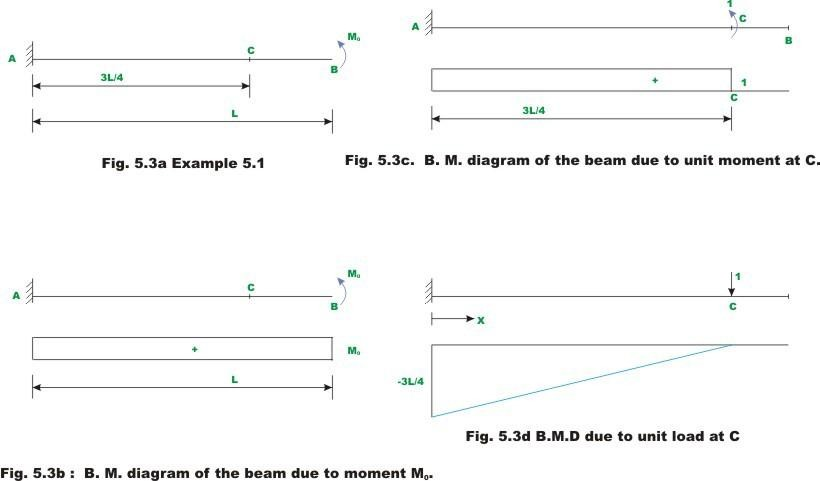 A
C
M₀
B
3L/4
L
Fig. 5.3a Example 5.1
1
A
C
B
+
1
C
3L/4
Fig. 5.3c. B. M. diagram of the beam due to unit moment at C.
A
C
M₀
B
+
M₀
L
Fig. 5.3b : B. M. diagram of the beam due to moment M₀.
1
C
X
-3L/4
Fig. 5.3d B.M.D due to unit load at C